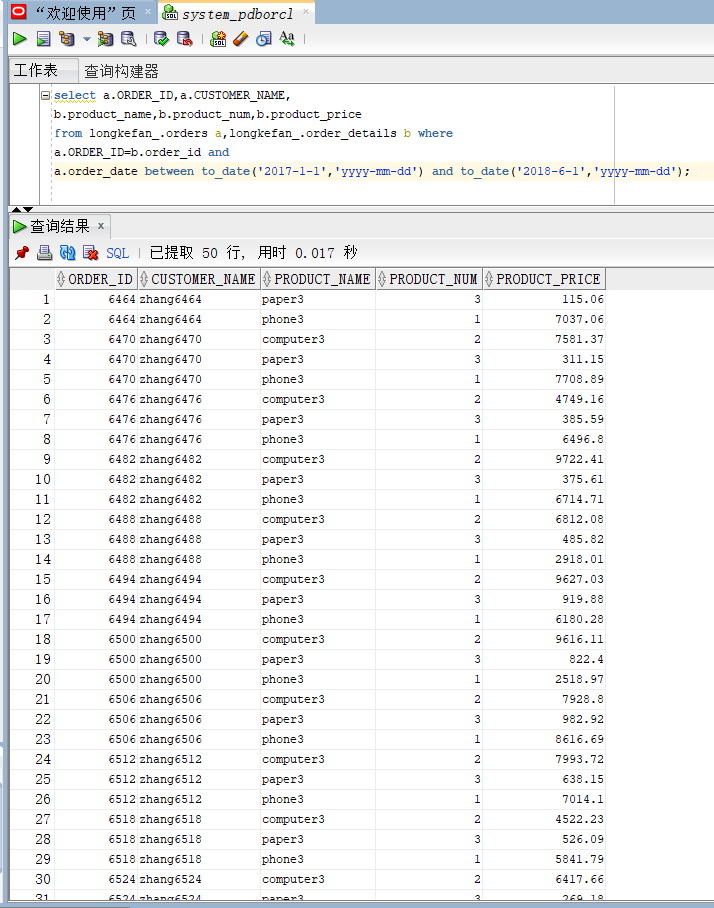 “欢迎使用”页
system_pdborcl
工作表
查询构建器
select a.ORDER_ID,a.CUSTOMER_NAME,
b.product_name,b.product_num,b.product_price
from longkefan_.orders a,longkefan_.order_details b where
a.ORDER_ID=b.order_id and
a.order_date between to_date('2017-1-1','yyyy-mm-dd') and to_date('2018-6-1','yyyy-mm-dd');
查询结果 x
SQL | 已提取 50 行, 用时 0.017 秒
ORDER_ID CUSTOMER_NAME PRODUCT_NAME PRODUCT_NUM PRODUCT_PRICE
1 6464 zhang6464 paper3 3 115.06
2 6464 zhang6464 phone3 1 7037.06
3 6470 zhang6470 computer3 2 7581.37
4 6470 zhang6470 paper3 3 311.15
5 6470 zhang6470 phone3 1 7708.89
6 6476 zhang6476 computer3 2 4749.16
7 6476 zhang6476 paper3 3 385.59
8 6476 zhang6476 phone3 1 6496.8
9 6482 zhang6482 computer3 2 9722.41
10 6482 zhang6482 paper3 3 375.61
11 6482 zhang6482 phone3 1 6714.71
12 6488 zhang6488 computer3 2 6812.08
13 6488 zhang6488 paper3 3 485.82
14 6488 zhang6488 phone3 1 2918.01
15 6494 zhang6494 computer3 2 9627.03
16 6494 zhang6494 paper3 3 919.88
17 6494 zhang6494 phone3 1 6180.28
18 6500 zhang6500 computer3 2 9616.11
19 6500 zhang6500 paper3 3 822.4
20 6500 zhang6500 phone3 1 2518.97
21 6506 zhang6506 computer3 2 7928.8
22 6506 zhang6506 paper3 3 982.92
23 6506 zhang6506 phone3 1 8616.69
24 6512 zhang6512 computer3 2 7993.72
25 6512 zhang6512 paper3 3 638.15
26 6512 zhang6512 phone3 1 7014.1
27 6518 zhang6518 computer3 2 4522.23
28 6518 zhang6518 paper3 3 526.09
29 6518 zhang6518 phone3 1 5841.79
30 6524 zhang6524 computer3 2 6417.66
31 6524 zhang6524 paper3 3 269.18